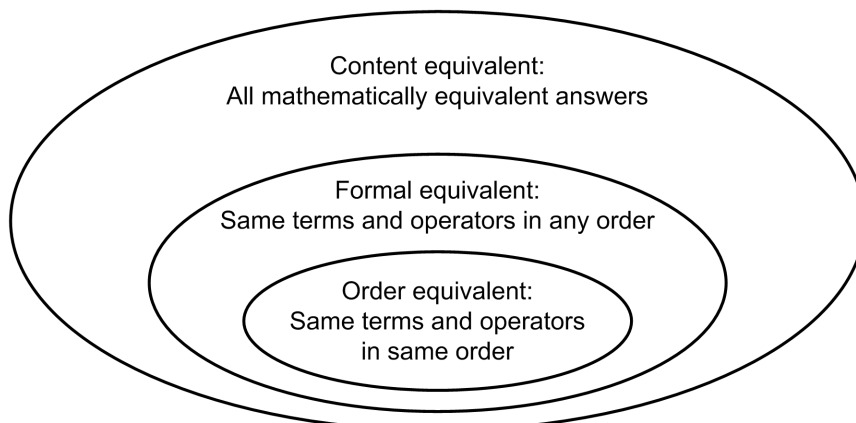 Content equivalent:
All mathematically equivalent answers
Formal equivalent:
Same terms and operators in any order
Order equivalent:
Same terms and operators
in same order